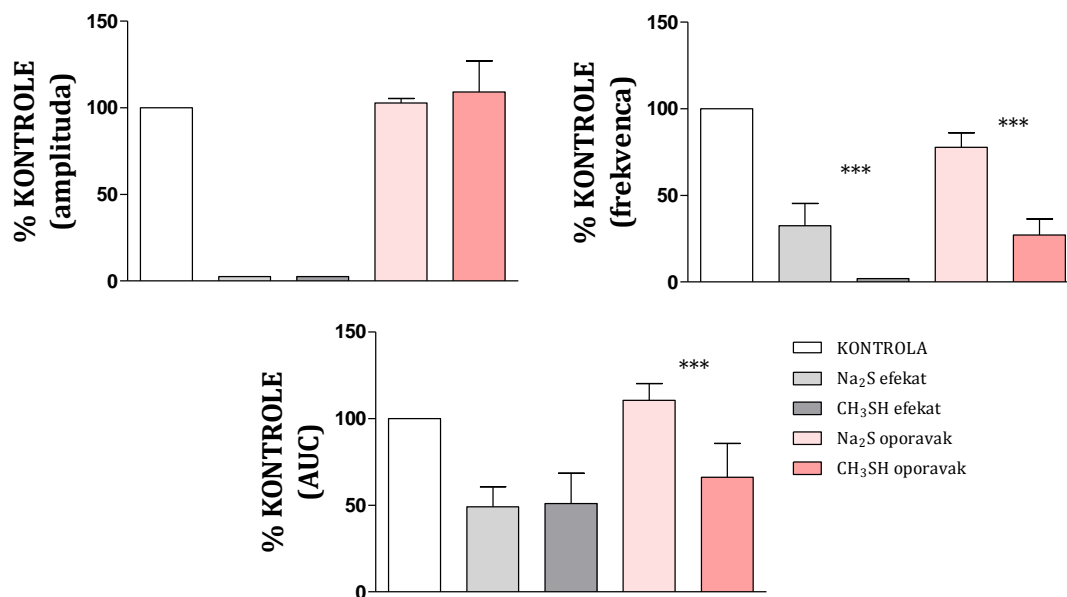 % KONTROLE
(amplituda)
150
100
50
0
% KONTROLE
(frekvenca)
150
100
50
0
***
***
% KONTROLE
(AUC)
150
100
50
0
***
KONTROLA
Na₂S efekat
CH₃SH efekat
Na₂S oporavak
CH₃SH oporavak